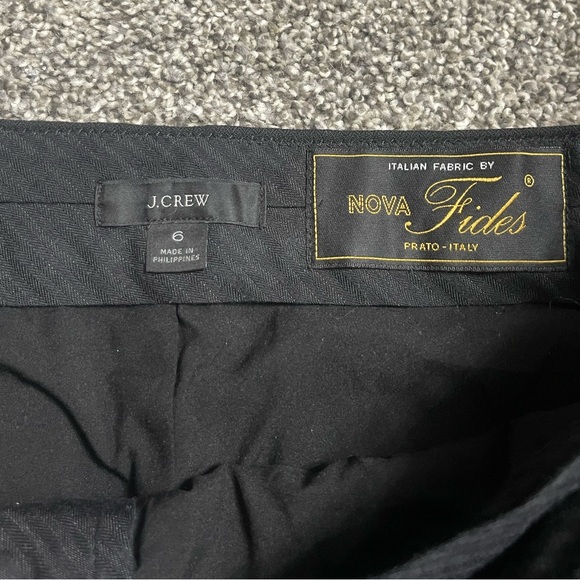 J.CREW
6
MADE IN
PHILIPPINES
ITALIAN FABRIC BY
NOVA Fides ®
PRATO - ITALY